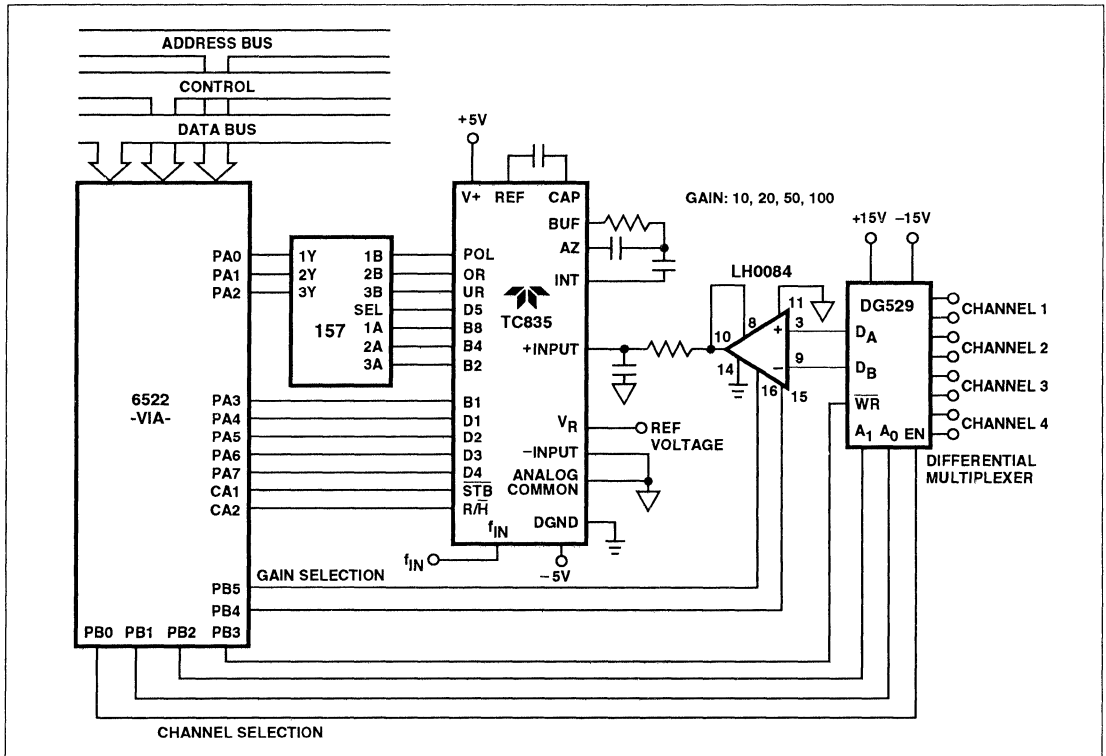 ADDRESS BUS
CONTROL
DATA BUS
+5V
V+ REF CAP
GAIN: 10, 20, 50, 100
+15V −15V
BUF
AZ
INT
PA0 1Y 1B POL
PA1 2Y 2B OR
PA2 3Y 3B UR
SEL D5
157 1A B8
2A B4
3A B2
TC835
LH0084
11
8
10
+ 3
− 9
14
16
15
DG529
DA
DB
WR
A1 A0 EN
CHANNEL 1
CHANNEL 2
CHANNEL 3
CHANNEL 4
DIFFERENTIAL
MULTIPLEXER
+INPUT
6522
-VIA-
PA3 B1
PA4 D1
PA5 D2
PA6 D3
PA7 D4
CA1 STB
CA2 R/H
VR
REF
VOLTAGE
−INPUT
ANALOG
COMMON
DGND
fIN
fIN
−5V
GAIN SELECTION
PB5
PB4
PB0 PB1 PB2 PB3
CHANNEL SELECTION